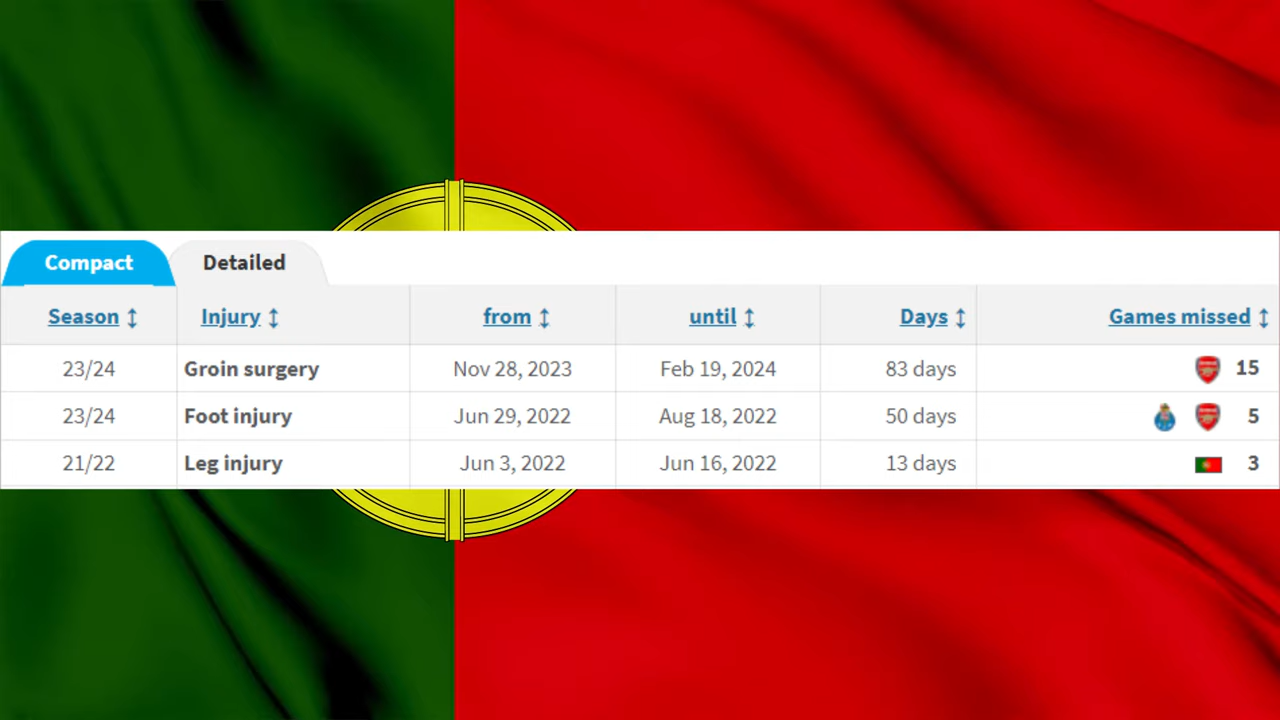 Compact Detailed
Season Injury from until Days Games missed
23/24 Groin surgery Nov 28, 2023 Feb 19, 2024 83 days 15
23/24 Foot injury Jun 29, 2022 Aug 18, 2022 50 days 5
21/22 Leg injury Jun 3, 2022 Jun 16, 2022 13 days 3